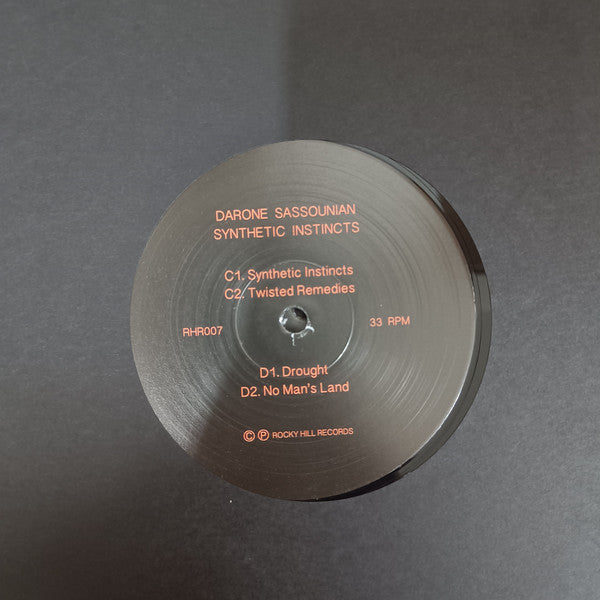 DARONE SASSOUNIAN
SYNTHETIC INSTINCTS
C1. Synthetic Instincts
C2. Twisted Remedies
RHR007
33 RPM
D1. Drought
D2. No Man's Land
© ℗ ROCKY HILL RECORDS